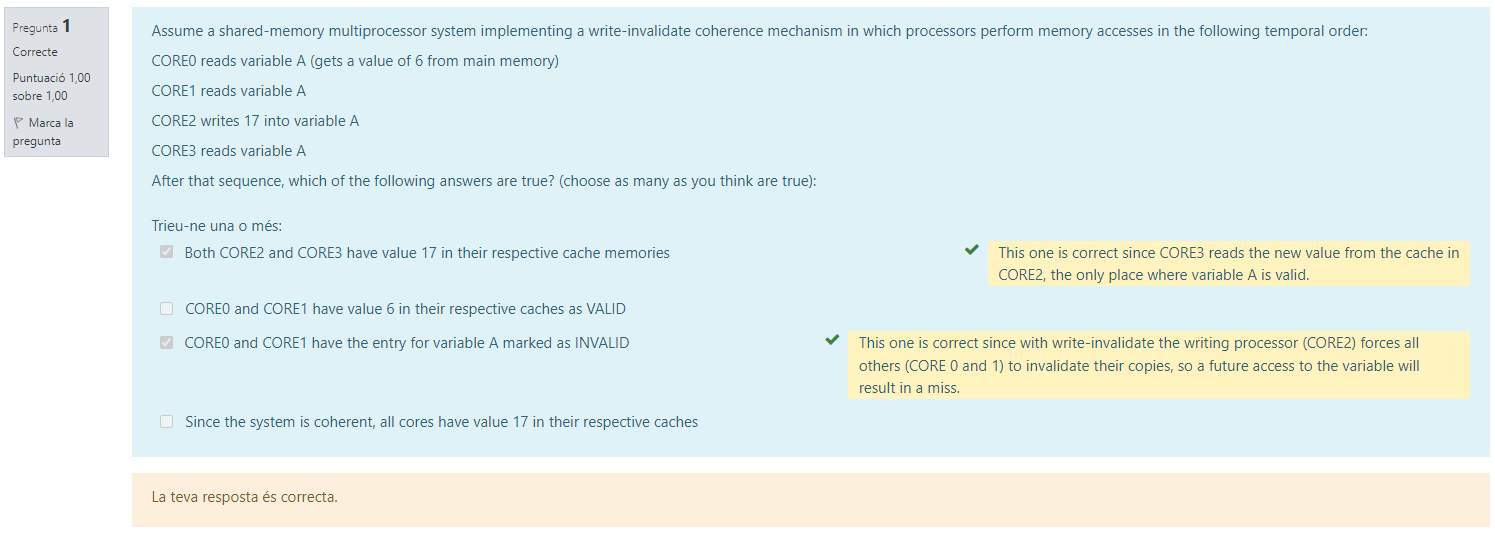 Pregunta 1
Correcte
Puntuació 1,00
sobre 1,00
Marca la
pregunta
Assume a shared-memory multiprocessor system implementing a write-invalidate coherence mechanism in which processors perform memory accesses in the following temporal order:
CORE0 reads variable A (gets a value of 6 from main memory)
CORE1 reads variable A
CORE2 writes 17 into variable A
CORE3 reads variable A
After that sequence, which of the following answers are true? (choose as many as you think are true):
Trieu-ne una o més:
Both CORE2 and CORE3 have value 17 in their respective cache memories
This one is correct since CORE3 reads the new value from the cache in
CORE2, the only place where variable A is valid.
CORE0 and CORE1 have value 6 in their respective caches as VALID
CORE0 and CORE1 have the entry for variable A marked as INVALID
This one is correct since with write-invalidate the writing processor (CORE2) forces all
others (CORE 0 and 1) to invalidate their copies, so a future access to the variable will
result in a miss.
Since the system is coherent, all cores have value 17 in their respective caches
La teva resposta és correcta.